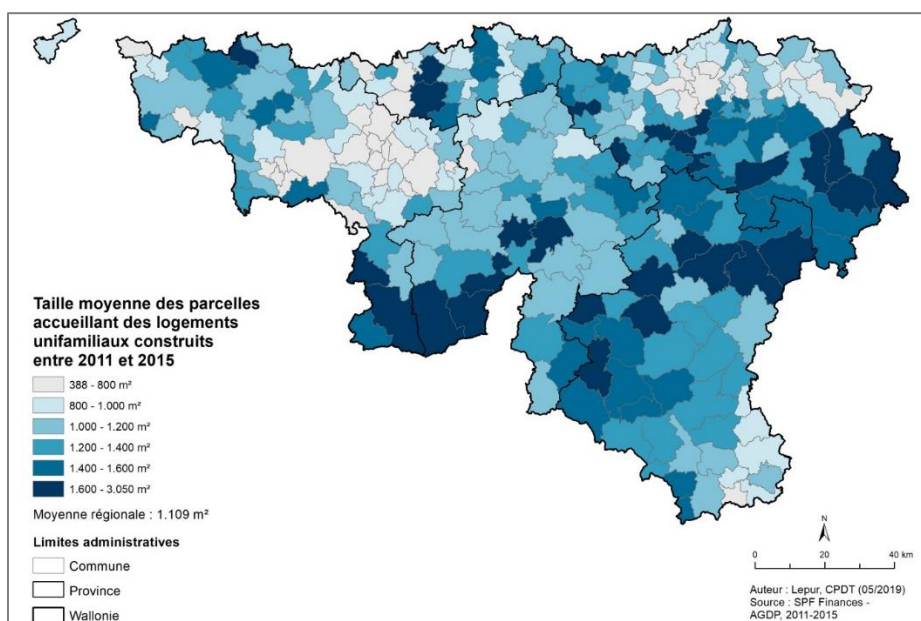 Taille moyenne des parcelles
accueillant des logements
unifamiliaux construits
entre 2011 et 2015
388 - 800 m²
800 - 1.000 m²
1.000 - 1.200 m²
1.200 - 1.400 m²
1.400 - 1.600 m²
1.600 - 3.050 m²
Moyenne régionale : 1.109 m²
Limites administratives
Commune
Province
Wallonie
N
0 20 40 km
Auteur : Lepur, CPDT (05/2019)
Source : SPF Finances -
AGDP, 2011-2015